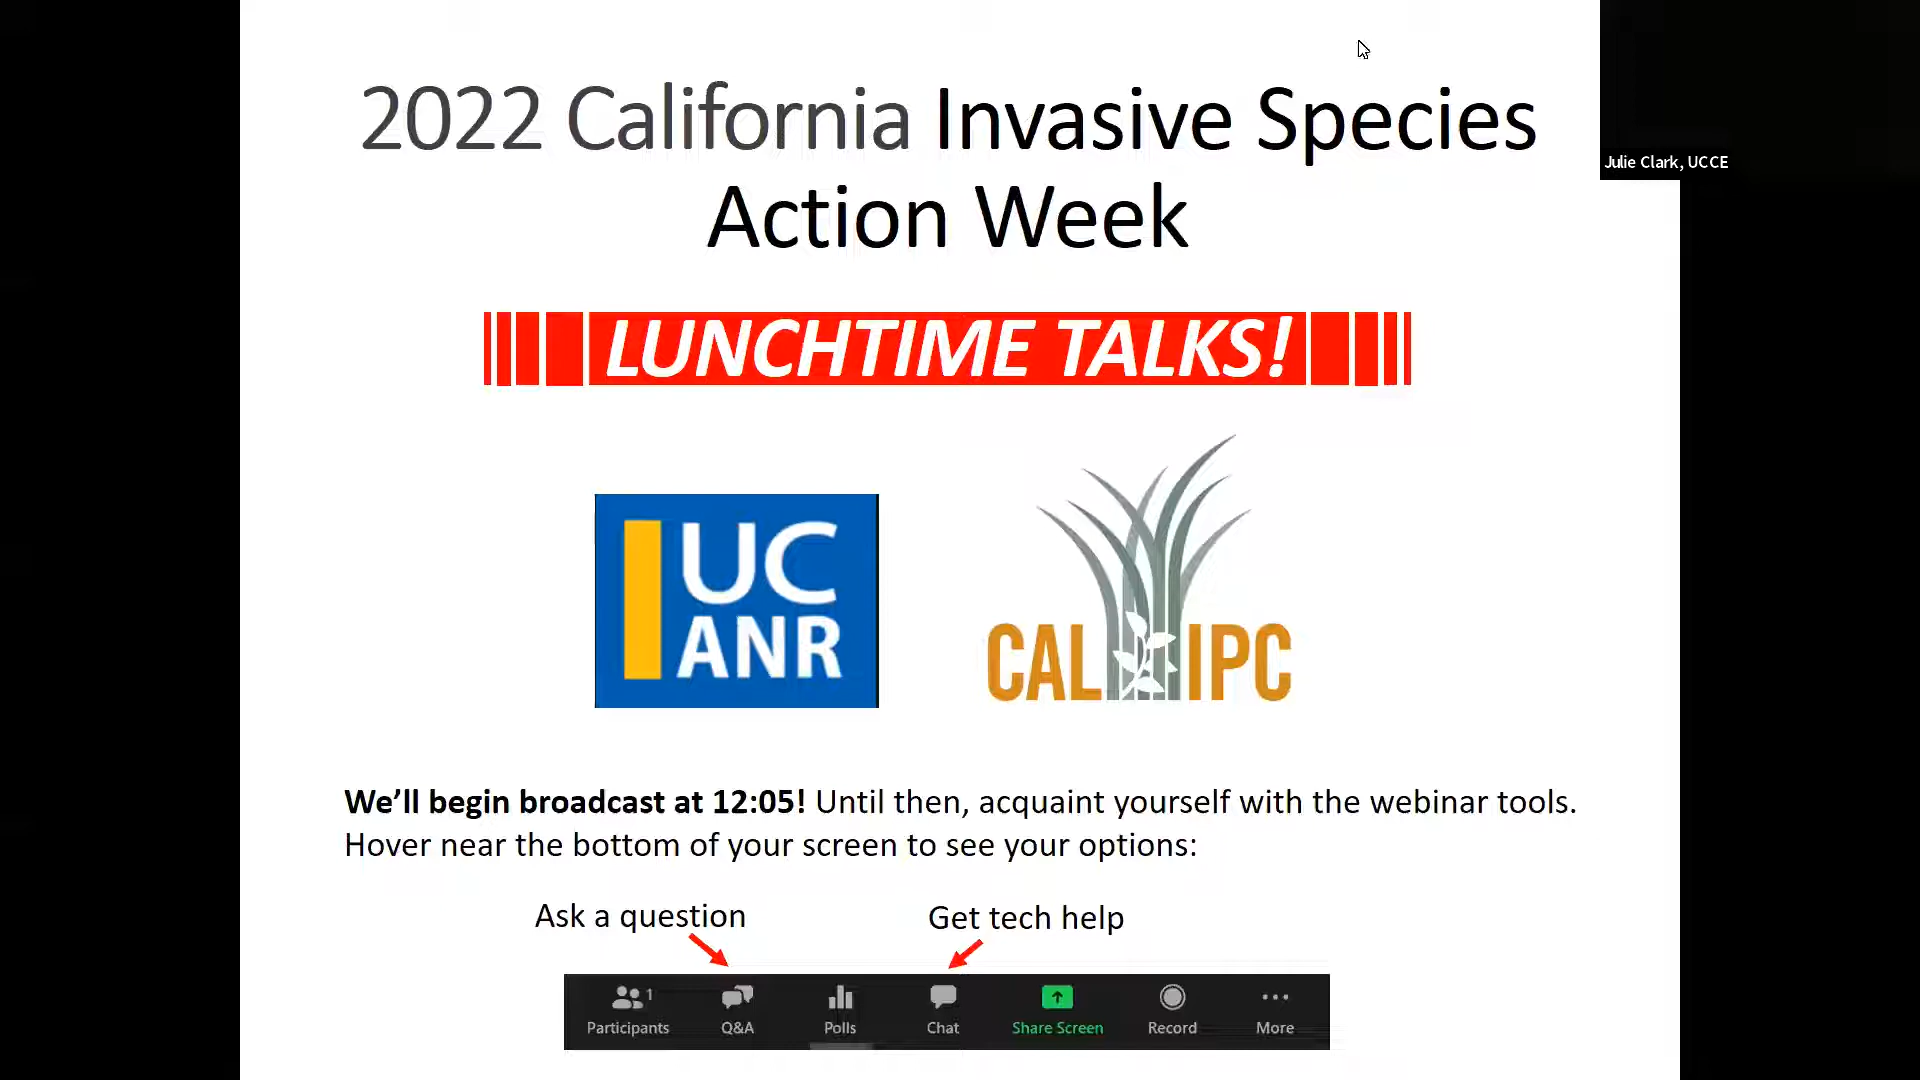 2022 California Invasive Species
Action Week
Julie Clark, UCCE
LUNCHTIME TALKS!
UC
ANR
CAL IPC
We’ll begin broadcast at 12:05! Until then, acquaint yourself with the webinar tools.
Hover near the bottom of your screen to see your options:
Ask a question
Get tech help
1
Participants
Q&A
Polls
Chat
Share Screen
Record
More